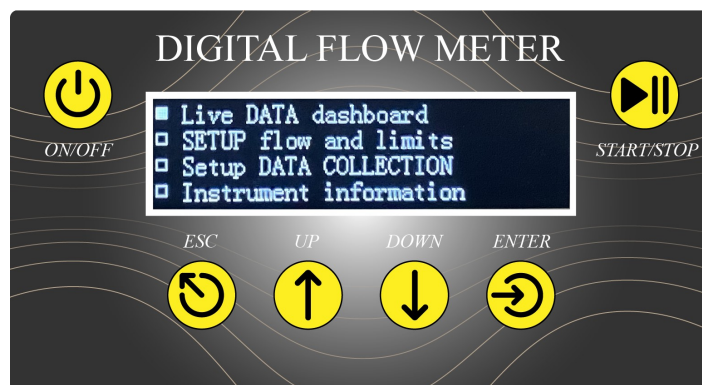 DIGITAL FLOW METER
ON/OFF
Live DATA dashboard
SETUP flow and limits
Setup DATA COLLECTION
Instrument information
START/STOP
ESC UP DOWN ENTER